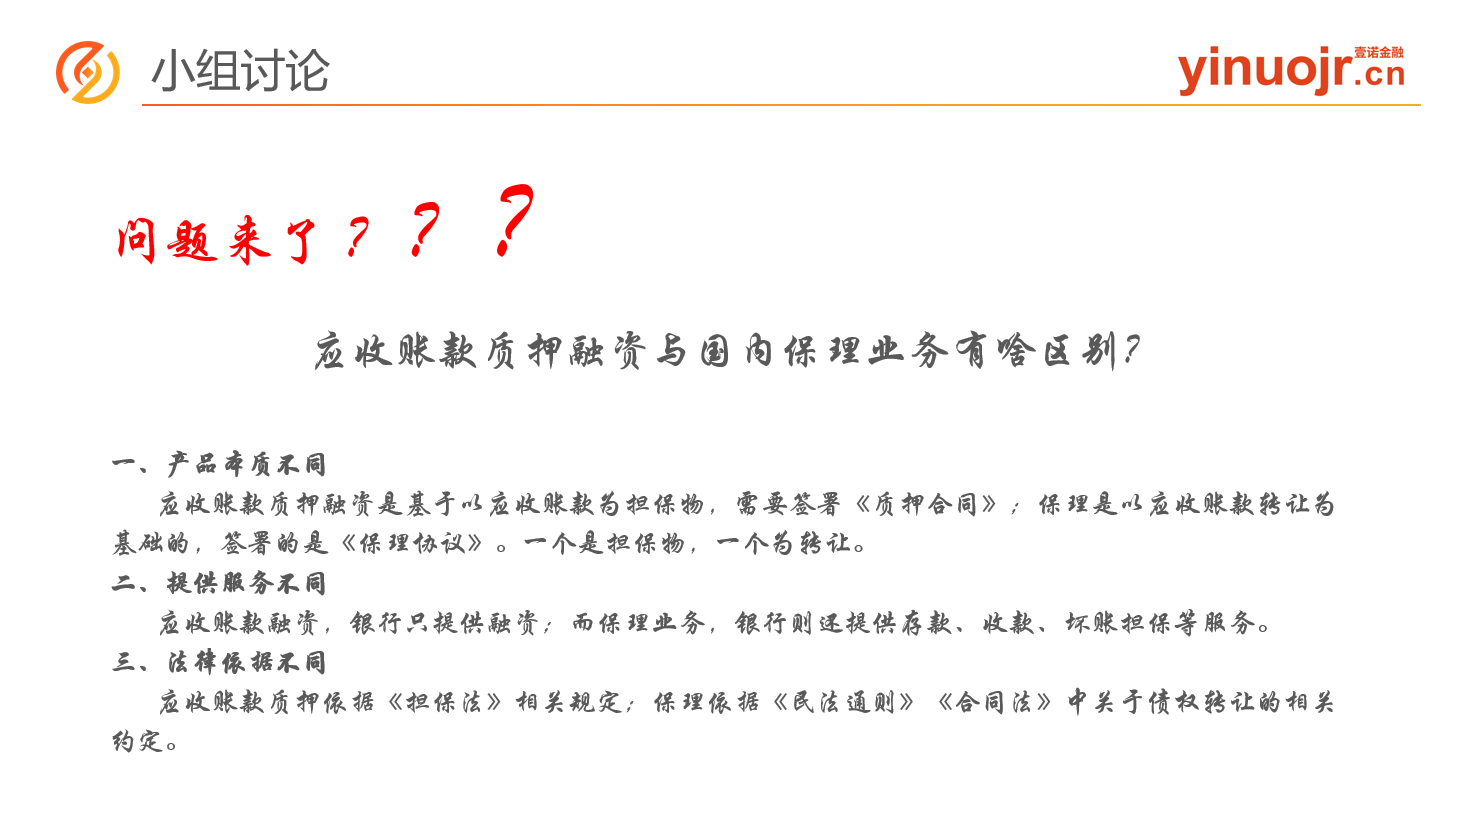 小组讨论
yinuojr.cn
壹诺金融
问题来了？？？
应收账款质押融资与国内保理业务有啥区别？
一、产品本质不同
应收账款质押融资是基于以应收账款为担保物，需要签署《质押合同》；保理是以应收账款转让为
基础的，签署的是《保理协议》。一个是担保物，一个为转让。
二、提供服务不同
应收账款融资，银行只提供融资；而保理业务，银行则还提供存款、收款、坏账担保等服务。
三、法律依据不同
应收账款质押依据《担保法》相关规定；保理依据《民法通则》《合同法》中关于债权转让的相关
约定。